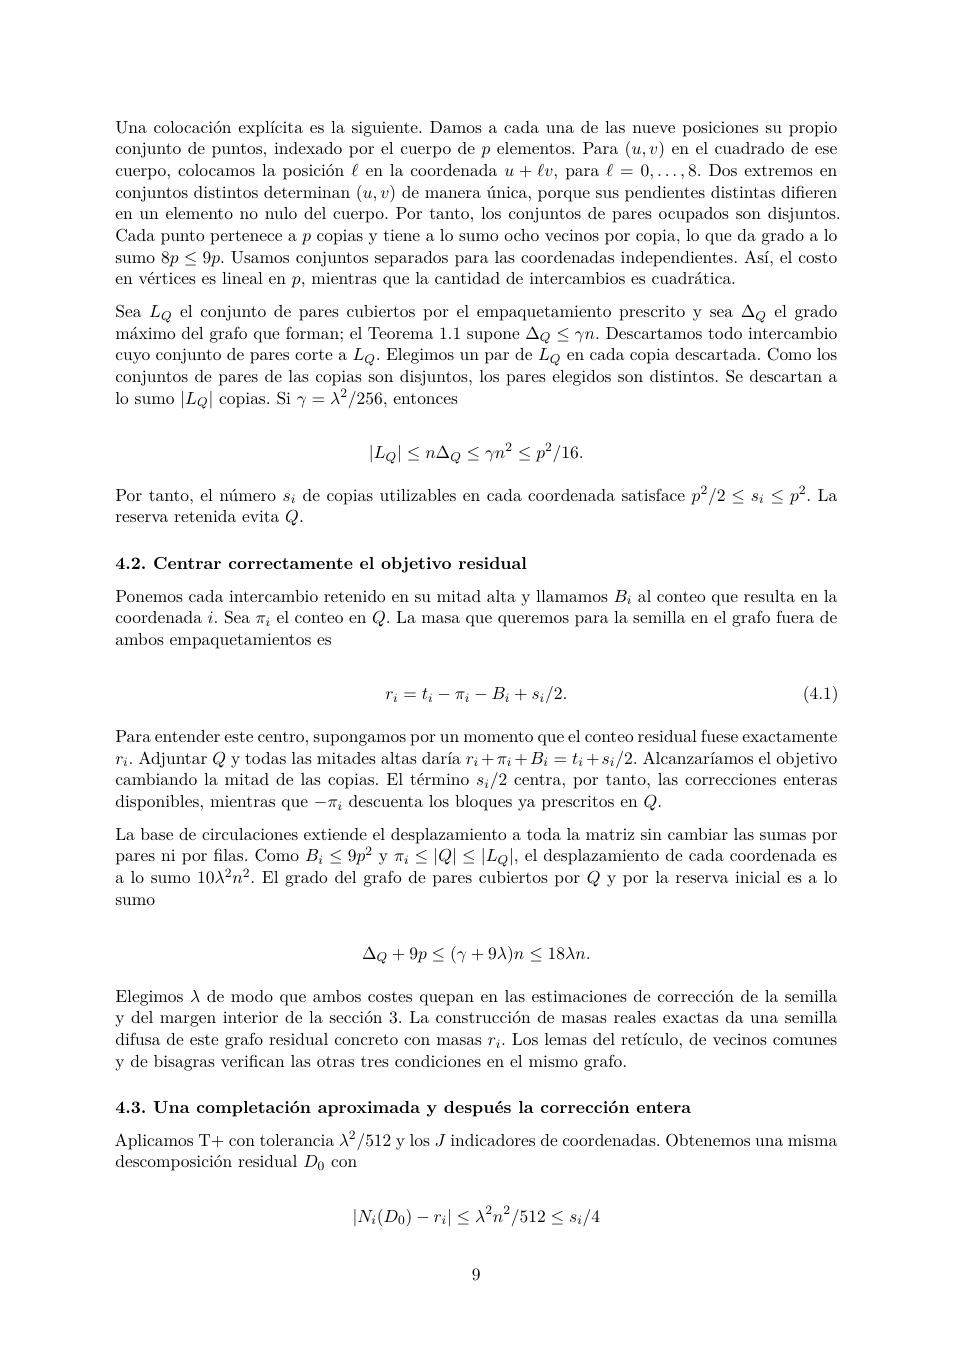 Una colocación explícita es la siguiente. Damos a cada una de las nueve posiciones su propio
conjunto de puntos, indexado por el cuerpo de p elementos. Para (u, v) en el cuadrado de ese
cuerpo, colocamos la posición ℓ en la coordenada u + ℓv, para ℓ = 0, . . . , 8. Dos extremos en
conjuntos distintos determinan (u, v) de manera única, porque sus pendientes distintas difieren
en un elemento no nulo del cuerpo. Por tanto, los conjuntos de pares ocupados son disjuntos.
Cada punto pertenece a p copias y tiene a lo sumo ocho vecinos por copia, lo que da grado a lo
sumo 8p ≤ 9p. Usamos conjuntos separados para las coordenadas independientes. Así, el costo
en vértices es lineal en p, mientras que la cantidad de intercambios es cuadrática.
Sea L_Q el conjunto de pares cubiertos por el empaquetamiento prescrito y sea Δ_Q el grado
máximo del grafo que forman; el Teorema 1.1 supone Δ_Q ≤ γn. Descartamos todo intercambio
cuyo conjunto de pares corte a L_Q. Elegimos un par de L_Q en cada copia descartada. Como los
conjuntos de pares de las copias son disjuntos, los pares elegidos son distintos. Se descartan a
lo sumo |L_Q| copias. Si γ = λ²/256, entonces
|L_Q| ≤ nΔ_Q ≤ γn² ≤ p²/16.
Por tanto, el número s_i de copias utilizables en cada coordenada satisface p²/2 ≤ s_i ≤ p². La
reserva retenida evita Q.
4.2. Centrar correctamente el objetivo residual
Ponemos cada intercambio retenido en su mitad alta y llamamos B_i al conteo que resulta en la
coordenada i. Sea π_i el conteo en Q. La masa que queremos para la semilla en el grafo fuera de
ambos empaquetamientos es
r_i = t_i − π_i − B_i + s_i/2. (4.1)
Para entender este centro, supongamos por un momento que el conteo residual fuese exactamente
r_i. Adjuntar Q y todas las mitades altas daría r_i + π_i + B_i = t_i + s_i/2. Alcanzaríamos el objetivo
cambiando la mitad de las copias. El término s_i/2 centra, por tanto, las correcciones enteras
disponibles, mientras que −π_i descuenta los bloques ya prescritos en Q.
La base de circulaciones extiende el desplazamiento a toda la matriz sin cambiar las sumas por
pares ni por filas. Como B_i ≤ 9p² y π_i ≤ |Q| ≤ |L_Q|, el desplazamiento de cada coordenada es
a lo sumo 10λ²n². El grado del grafo de pares cubiertos por Q y por la reserva inicial es a lo
sumo
Δ_Q + 9p ≤ (γ + 9λ)n ≤ 18λn.
Elegimos λ de modo que ambos costes quepan en las estimaciones de corrección de la semilla
y del margen interior de la sección 3. La construcción de masas reales exactas da una semilla
difusa de este grafo residual concreto con masas r_i. Los lemas del retículo, de vecinos comunes
y de bisagras verifican las otras tres condiciones en el mismo grafo.
4.3. Una completación aproximada y después la corrección entera
Aplicamos T+ con tolerancia λ²/512 y los J indicadores de coordenadas. Obtenemos una misma
descomposición residual D₀ con
|N_i(D₀) − r_i| ≤ λ²n²/512 ≤ s_i/4
9